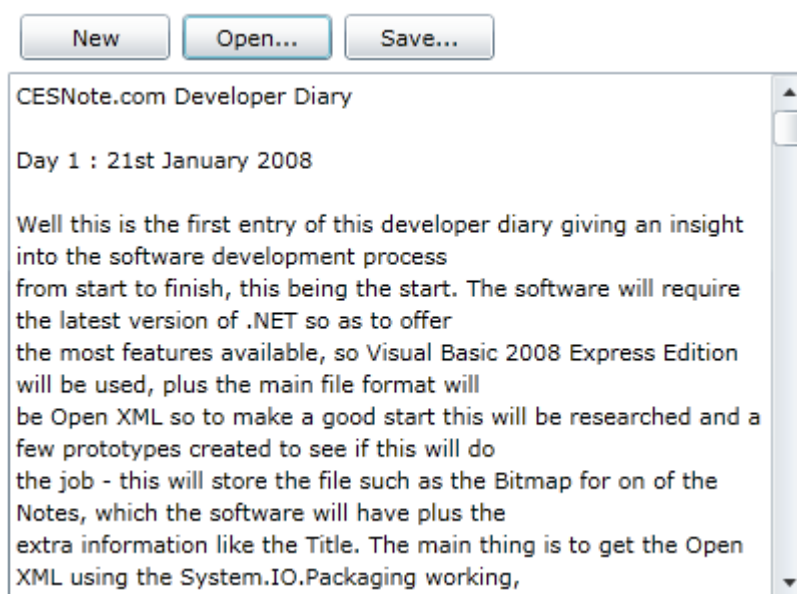 New Open... Save...
CESNote.com Developer Diary
Day 1 : 21st January 2008
Well this is the first entry of this developer diary giving an insight
into the software development process
from start to finish, this being the start. The software will require
the latest version of .NET so as to offer
the most features available, so Visual Basic 2008 Express Edition
will be used, plus the main file format will
be Open XML so to make a good start this will be researched and a
few prototypes created to see if this will do
the job - this will store the file such as the Bitmap for on of the
Notes, which the software will have plus the
extra information like the Title. The main thing is to get the Open
XML using the System.IO.Packaging working,